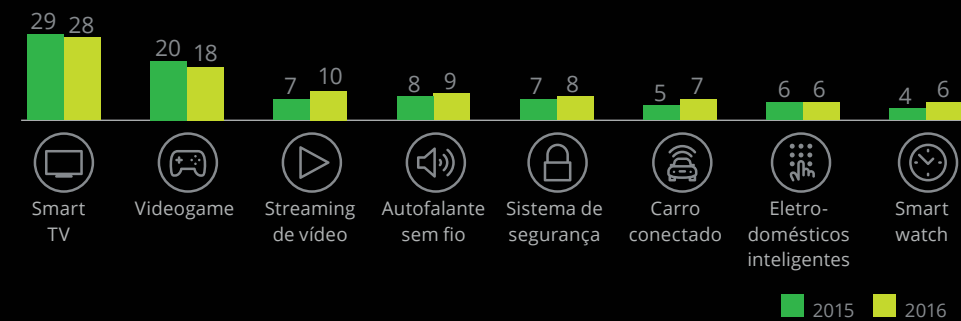 29 28
20 18
7 10
8 9
7 8
5 7
6 6
4 6
Smart
TV
Videogame
Streaming
de vídeo
Autofalante
sem fio
Sistema de
segurança
Carro
conectado
Eletro-
domésticos
inteligentes
Smart
watch
2015 2016